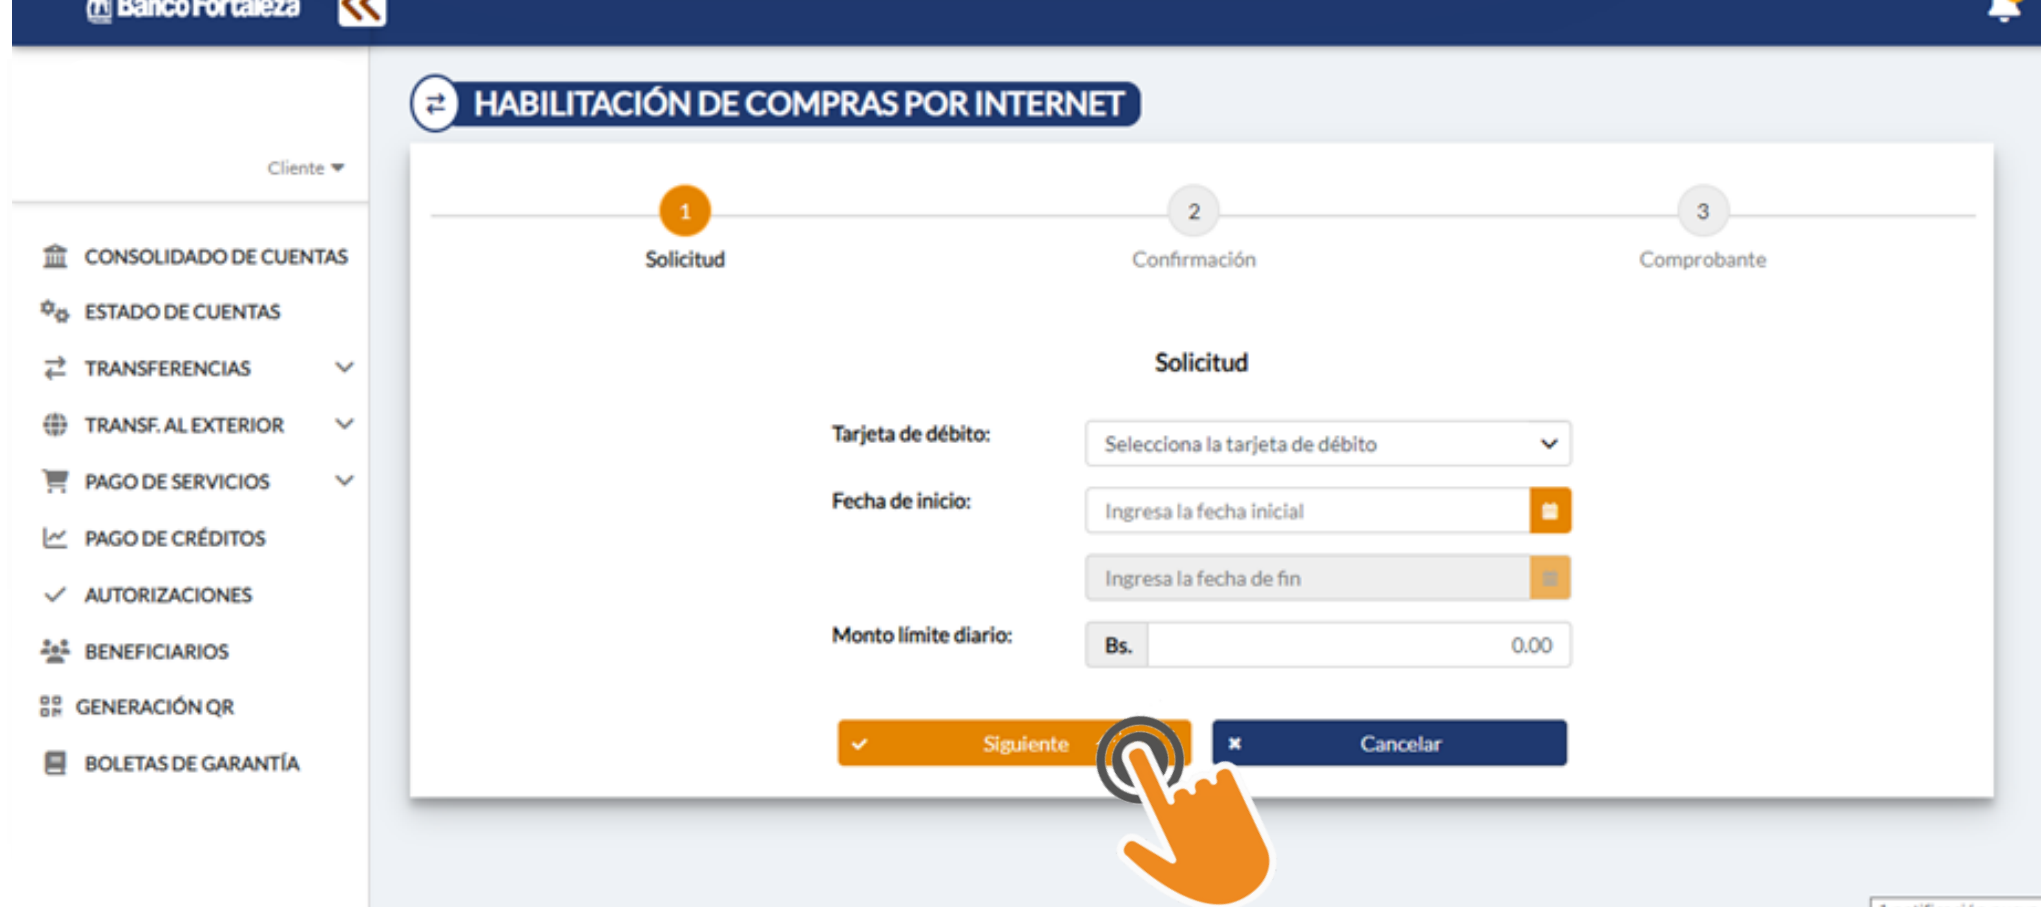 Banco Fortaleza
HABILITACIÓN DE COMPRAS POR INTERNET
Cliente
CONSOLIDADO DE CUENTAS
ESTADO DE CUENTAS
TRANSFERENCIAS
TRANSF. AL EXTERIOR
PAGO DE SERVICIOS
PAGO DE CRÉDITOS
AUTORIZACIONES
BENEFICIARIOS
GENERACIÓN QR
BOLETAS DE GARANTÍA
1
2
3
Solicitud
Confirmación
Comprobante
Solicitud
Tarjeta de débito:
Selecciona la tarjeta de débito
Fecha de inicio:
Ingresa la fecha inicial
Ingresa la fecha de fin
Monto límite diario:
Bs.
0.00
Siguiente
Cancelar